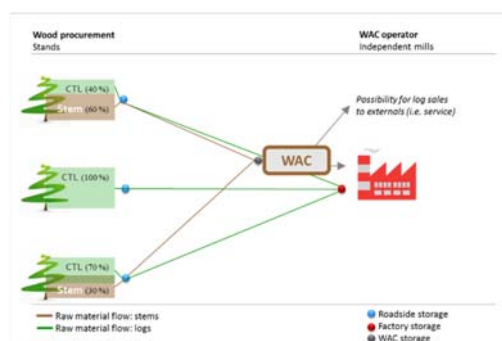 Wood procurement
Stands
WAC operator
Independent mills
CTL (40 %)
Stem (60 %)
Possibility for log sales
to externals (i.e. service)
WAC
CTL (100 %)
CTL (70 %)
Stem (30 %)
Raw material flow: stems
Raw material flow: logs
Roadside storage
Factory storage
WAC storage